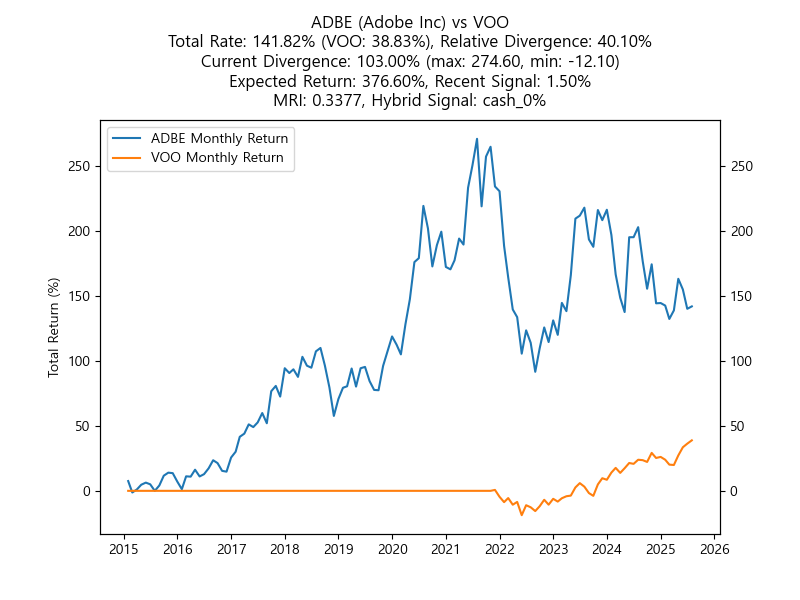 ADBE (Adobe Inc) vs VOO
Total Rate: 141.82% (VOO: 38.83%), Relative Divergence: 40.10%
Current Divergence: 103.00% (max: 274.60, min: -12.10)
Expected Return: 376.60%, Recent Signal: 1.50%
MRI: 0.3377, Hybrid Signal: cash_0%
ADBE Monthly Return
VOO Monthly Return
Total Return (%)
250 250
200 200
150 150
100 100
50 50
0 0
2015 2016 2017 2018 2019 2020 2021 2022 2023 2024 2025 2026